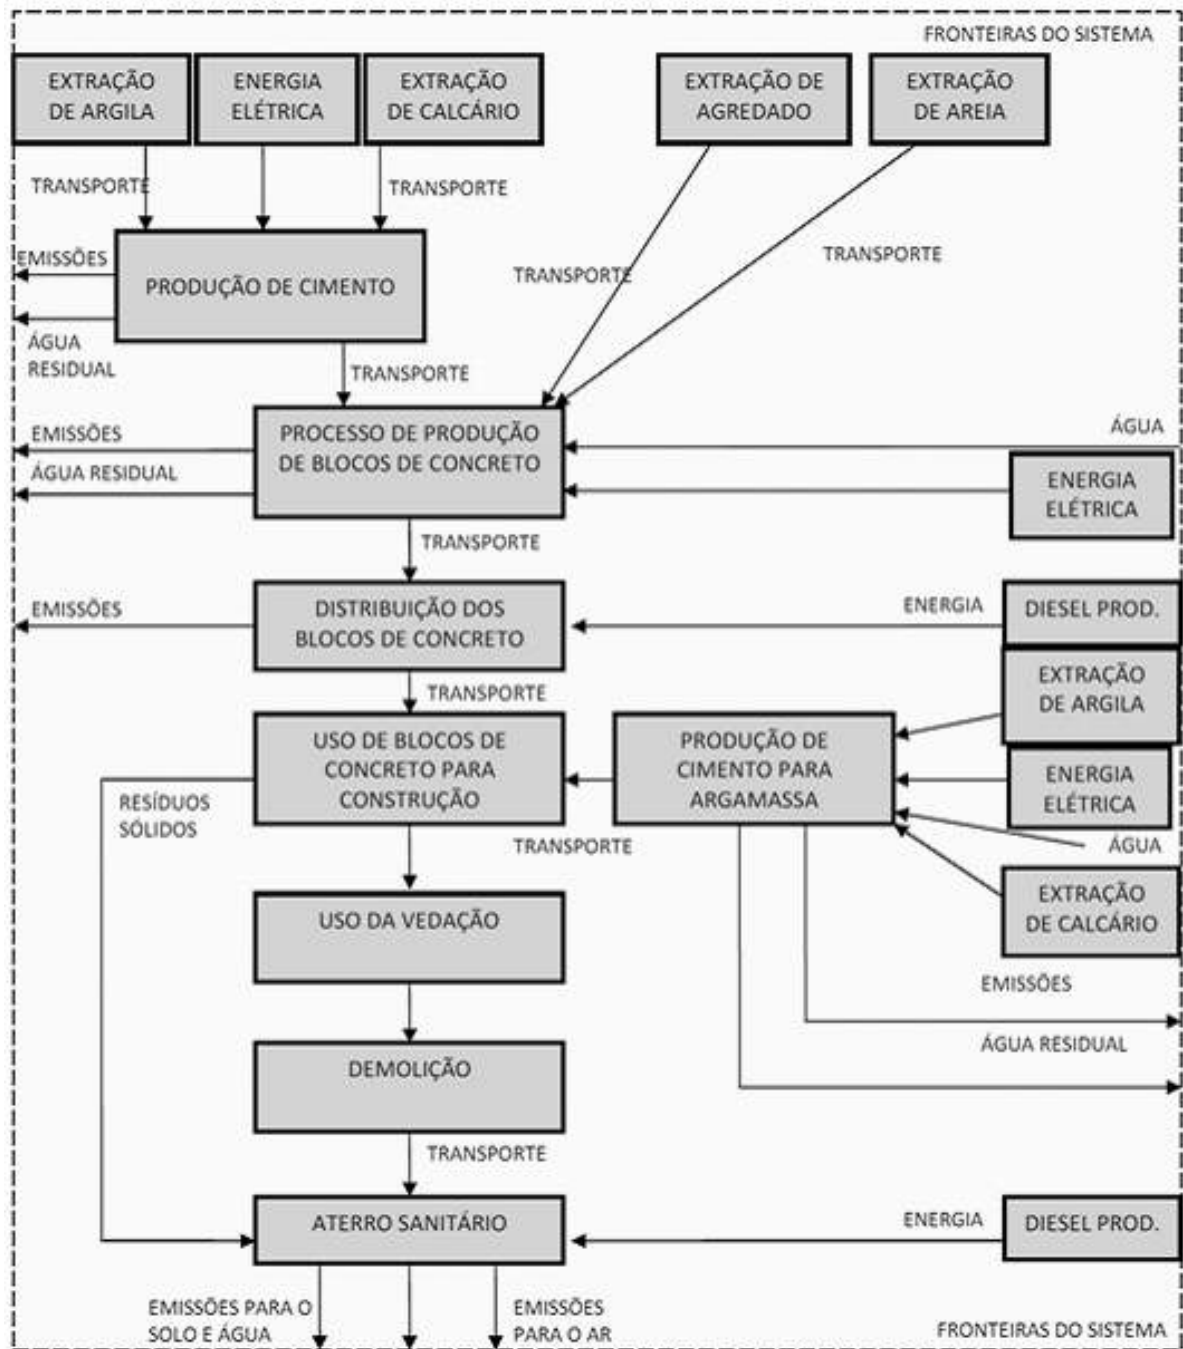 FRONTEIRAS DO SISTEMA
EXTRAÇÃO
DE ARGILA
ENERGIA
ELÉTRICA
EXTRAÇÃO
DE CALCÁRIO
EXTRAÇÃO DE
AGREDADO
EXTRAÇÃO
DE AREIA
TRANSPORTE
TRANSPORTE
TRANSPORTE
TRANSPORTE
EMISSÕES
PRODUÇÃO DE CIMENTO
ÁGUA
RESIDUAL
TRANSPORTE
EMISSÕES
ÁGUA RESIDUAL
PROCESSO DE PRODUÇÃO
DE BLOCOS DE CONCRETO
ÁGUA
ENERGIA
ELÉTRICA
TRANSPORTE
EMISSÕES
DISTRIBUIÇÃO DOS
BLOCOS DE CONCRETO
ENERGIA
DIESEL PROD.
TRANSPORTE
EXTRAÇÃO
DE ARGILA
USO DE BLOCOS DE
CONCRETO PARA
CONSTRUÇÃO
PRODUÇÃO DE
CIMENTO PARA
ARGAMASSA
ENERGIA
ELÉTRICA
RESÍDUOS
SÓLIDOS
TRANSPORTE
ÁGUA
EXTRAÇÃO
DE CALCÁRIO
USO DA VEDAÇÃO
EMISSÕES
ÁGUA RESIDUAL
DEMOLIÇÃO
TRANSPORTE
ATERRO SANITÁRIO
ENERGIA
DIESEL PROD.
EMISSÕES PARA O
SOLO E ÁGUA
EMISSÕES
PARA O AR
FRONTEIRAS DO SISTEMA